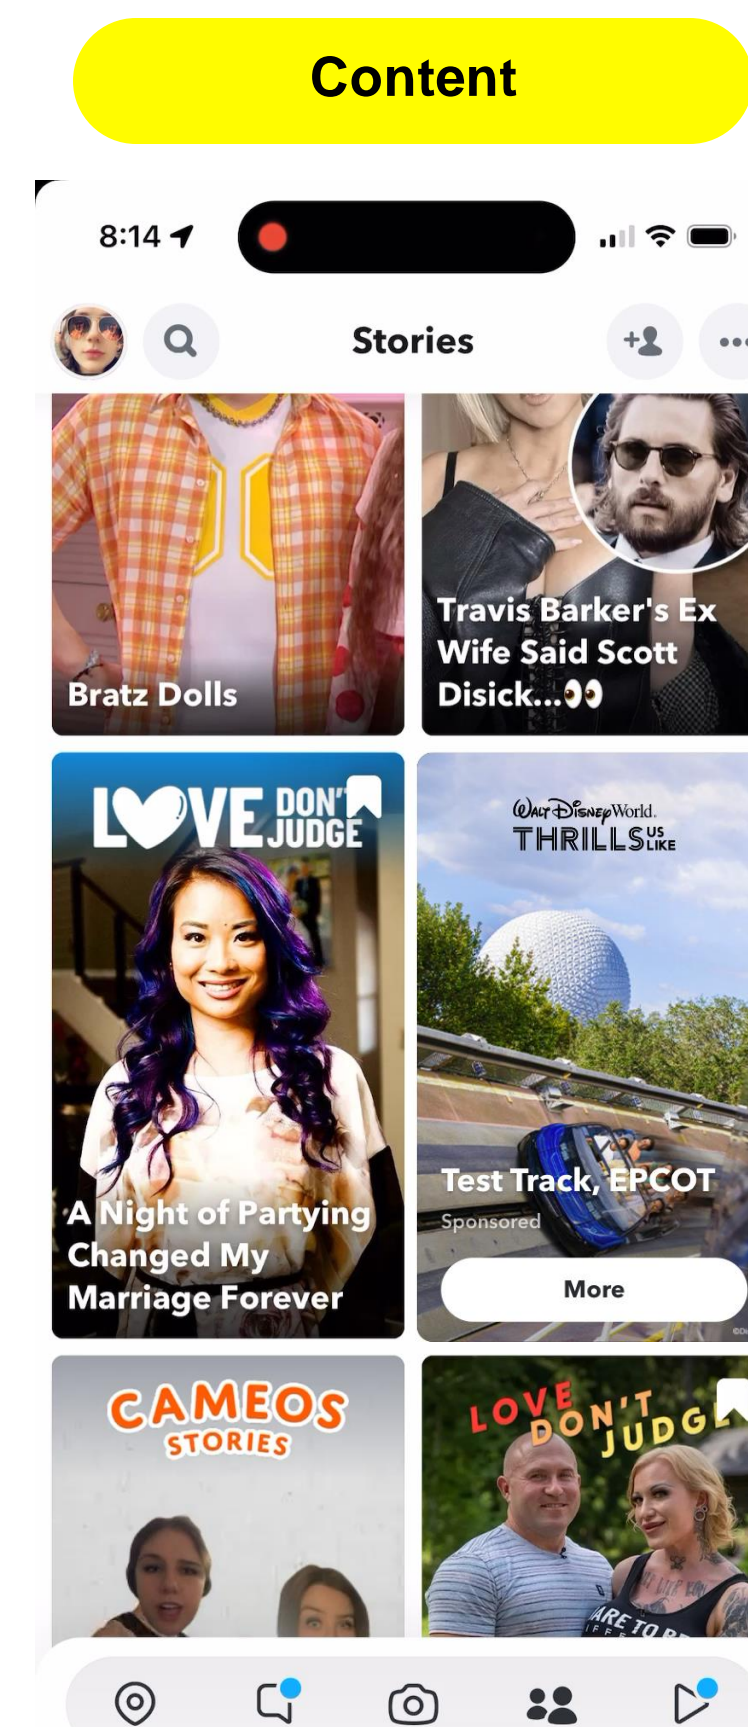 Content
8:14
Stories
Bratz Dolls
Travis Barker's Ex
Wife Said Scott
Disick...👀
LOVE DON'T
JUDGE
A Night of Partying
Changed My
Marriage Forever
Walt Disney World.
THRILLS US
LIKE
Test Track, EPCOT
Sponsored
More
CAMEOS
STORIES
LOVE
DON'T
JUDGE